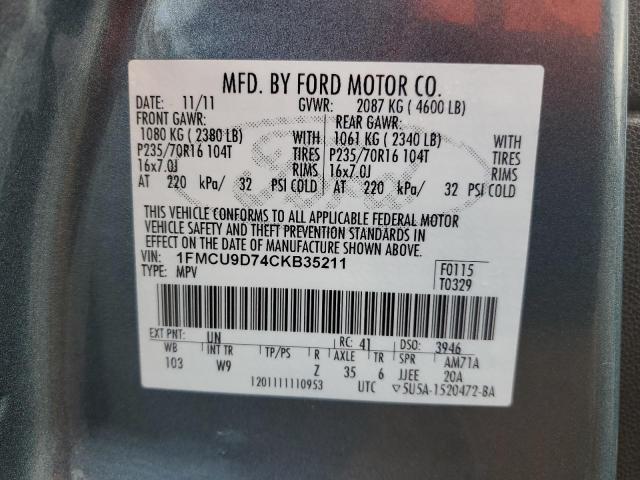 MFD. BY FORD MOTOR CO.
DATE: 11/11 GVWR: 2087 KG ( 4600 LB)
FRONT GAWR: REAR GAWR:
1080 KG ( 2380 LB) WITH 1061 KG ( 2340 LB) WITH
P235/70R16 104T TIRES P235/70R16 104T TIRES
16x7.0J RIMS 16x7.0J RIMS
AT 220 kPa/ 32 PSI COLD AT 220 kPa/ 32 PSI COLD
Ford
THIS VEHICLE CONFORMS TO ALL APPLICABLE FEDERAL MOTOR
VEHICLE SAFETY AND THEFT PREVENTION STANDARDS IN
EFFECT ON THE DATE OF MANUFACTURE SHOWN ABOVE.
VIN: 1FMCU9D74CKB35211 F0115
TYPE: MPV T0329
EXT PNT: UN RC: 41 DSO: 3946
WB INT TR TP/PS R AXLE TR SPR AM71A
103 W9 Z 35 6 JJEE 20A
1201111110953 UTC ▽5U5A-1520472-BA